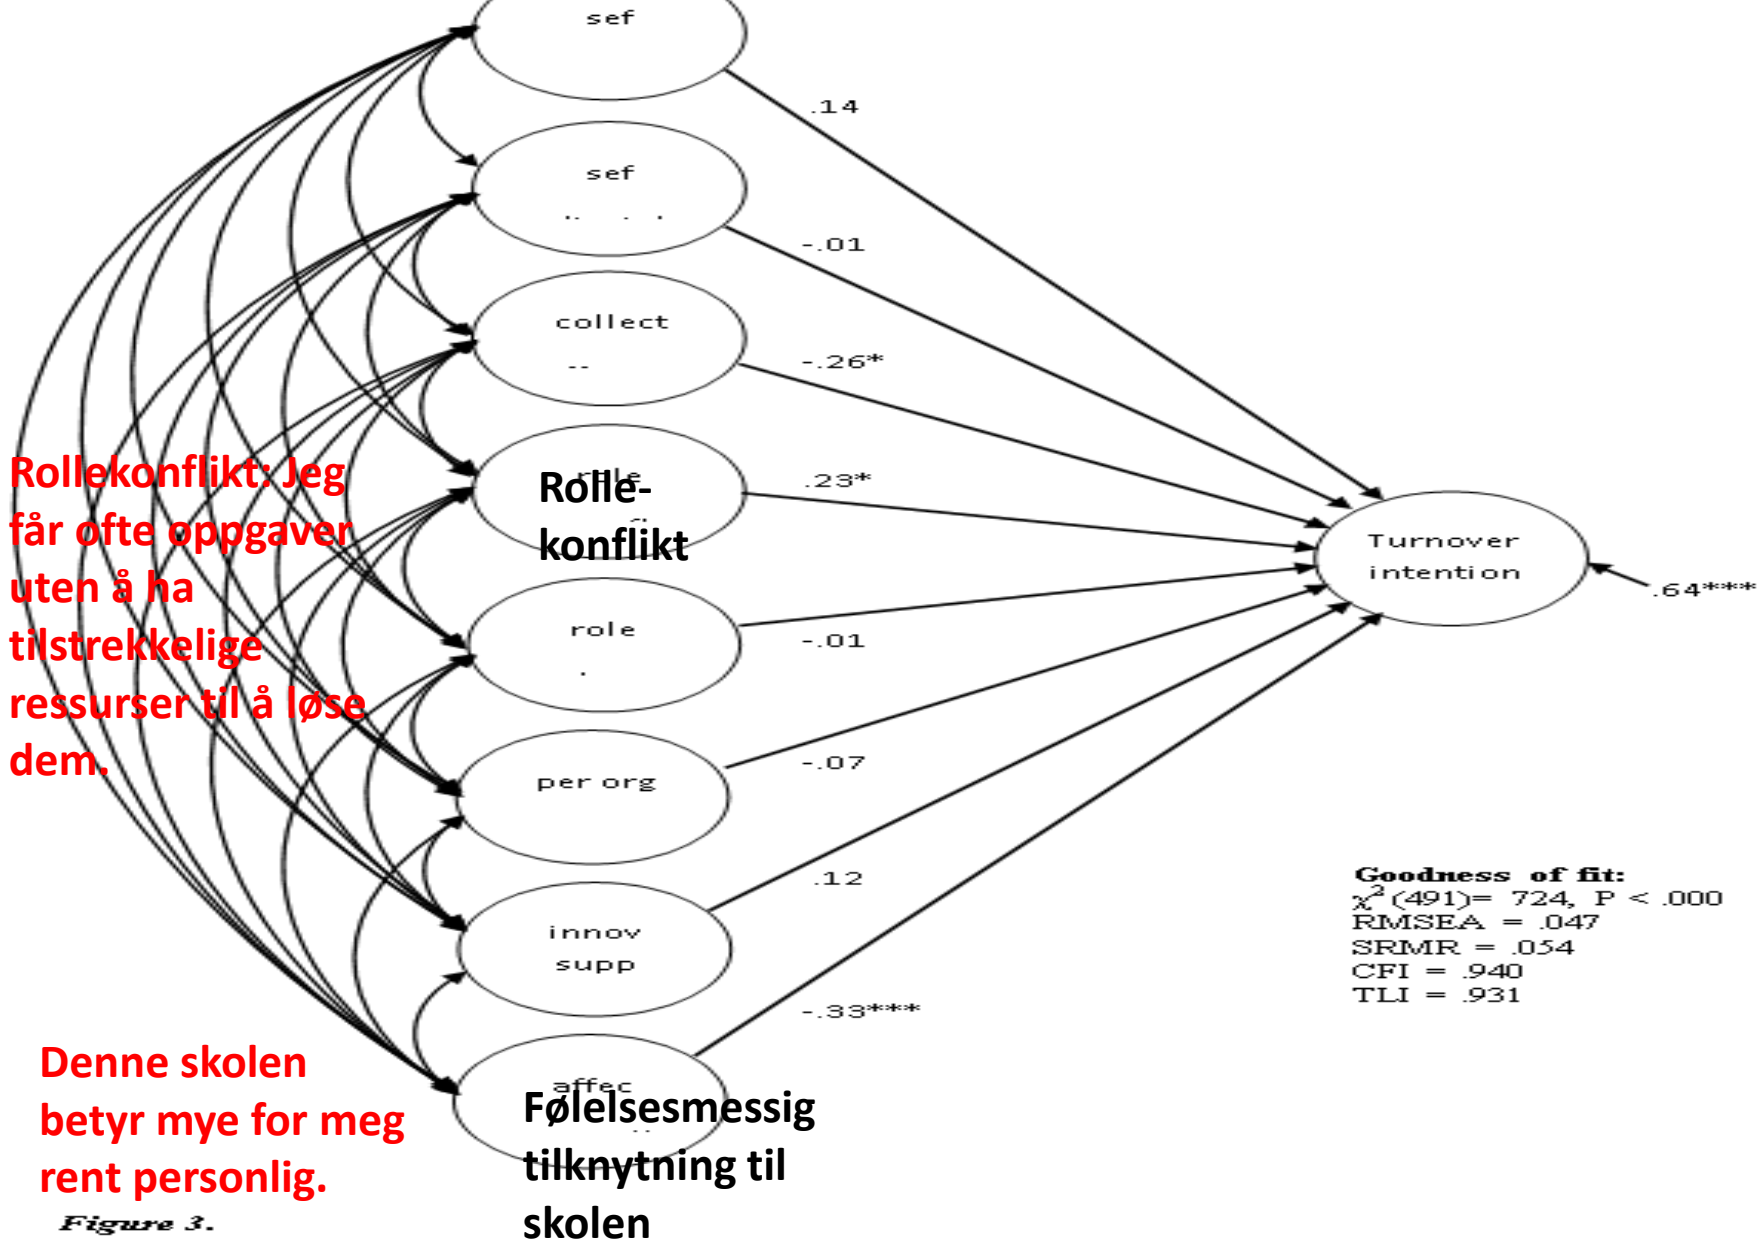 sef
.14
sef
-.01
collect
-.26*
Rollekonflikt: Jeg
får ofte oppgaver
uten å ha
tilstrekkelige
ressurser til å løse
dem.
role
Rolle-
konflikt
.23*
Turnover
intention
.64***
role
-.01
per org
-.07
innov
supp
.12
Goodness of fit:
χ² (491)= 724, P < .000
RMSEA = .047
SRMR = .054
CFI = .940
TLI = .931
-.33***
Denne skolen
betyr mye for meg
rent personlig.
affec
Følelsesmessig
tilknytning til
skolen
Figure 3.